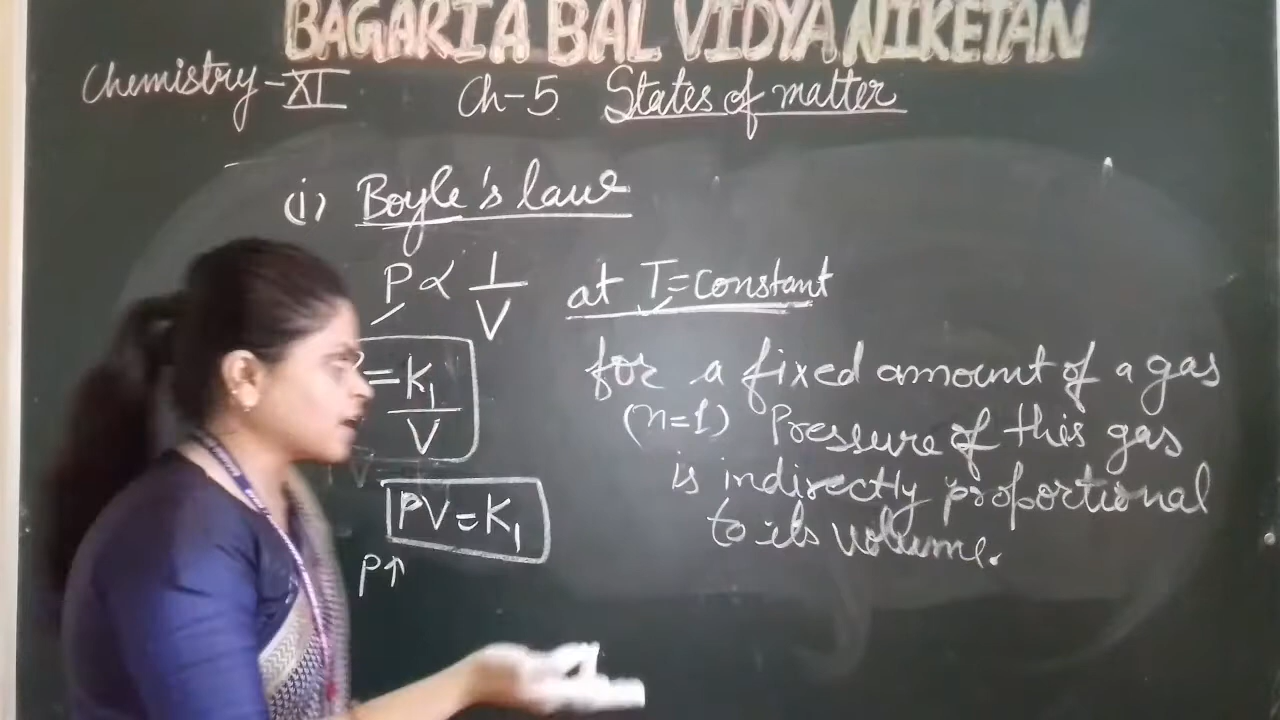 BAGARIA BAL VIDYA NIKETAN
Chemistry-XI Ch-5 States of matter
(i) Boyle's law
P ∝ 1/V at T=constant
= K₁/V
PV=K₁
P↑
for a fixed amount of a gas
(n=1) Pressure of this gas
is indirectly proportional
to its volume.